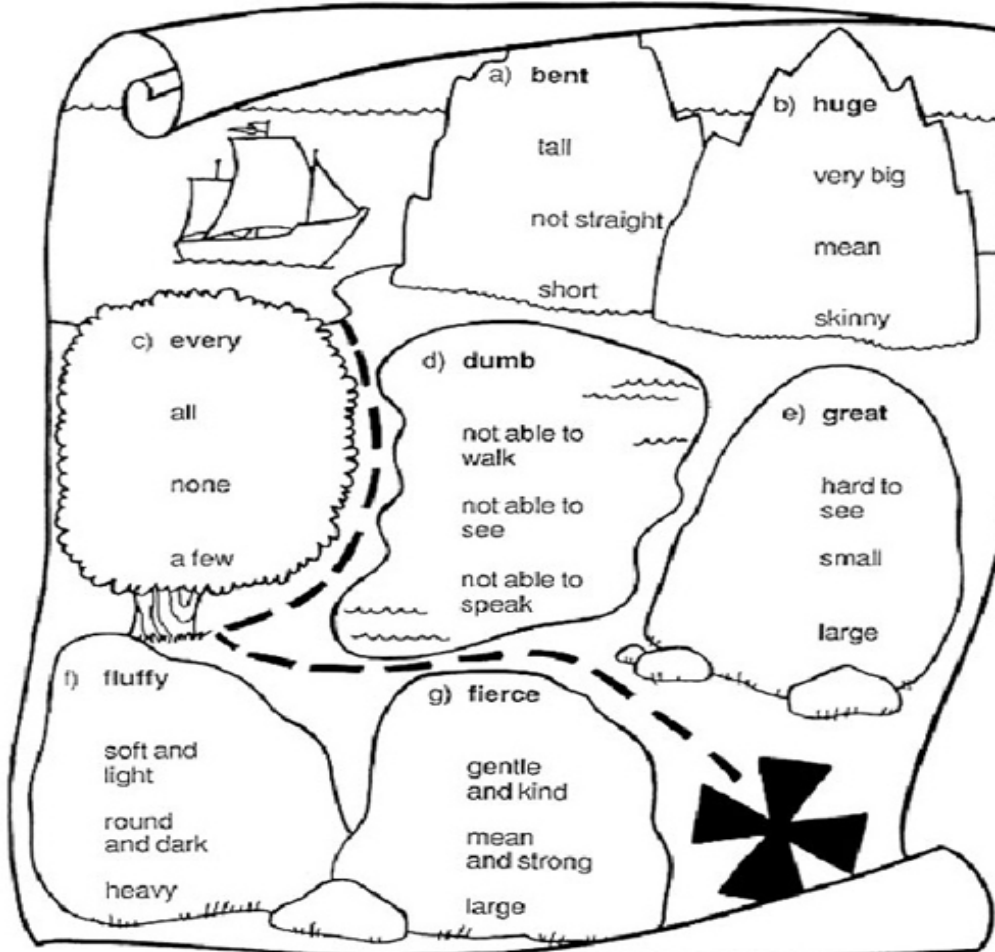 a) bent
tall
not straight
short
b) huge
very big
mean
skinny
c) every
all
none
a few
d) dumb
not able to
walk
not able to
see
not able to
speak
e) great
hard to
see
small
large
f) fluffy
soft and
light
round
and dark
heavy
g) fierce
gentle
and kind
mean
and strong
large